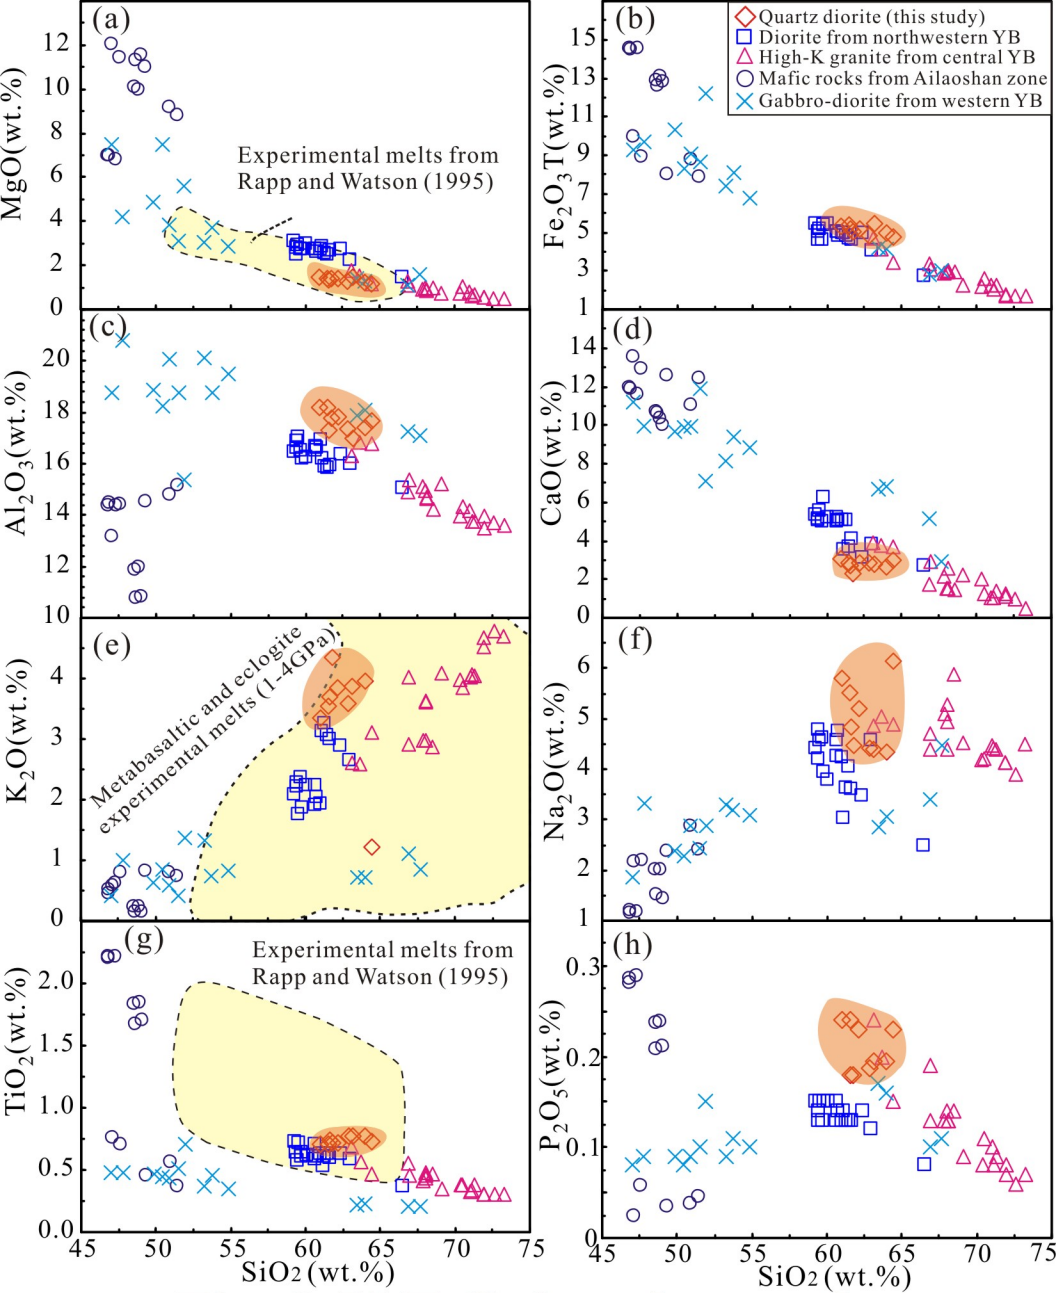 (a)
MgO(wt.%)
12
10
8
6
4
2
0
Experimental melts from
Rapp and Watson (1995)
(b)
Fe2O3T(wt.%)
15
13
11
9
7
5
3
1
Quartz diorite (this study)
Diorite from northwestern YB
High-K granite from central YB
Mafic rocks from Ailaoshan zone
Gabbro-diorite from western YB
(c)
Al2O3(wt.%)
20
18
16
14
12
10
(d)
CaO(wt.%)
14
12
10
8
6
4
2
0
(e)
K2O(wt.%)
4
3
2
1
0
Metabasaltic and eclogite
experimental melts (1-4GPa)
(f)
Na2O(wt.%)
6
5
4
3
2
1
(g)
TiO2(wt.%)
2.0
1.5
1.0
0.5
0.0
Experimental melts from
Rapp and Watson (1995)
45 50 55 60 65 70 75
SiO2 (wt.%)
(h)
P2O5(wt.%)
0.3
0.2
0.1
0
45 50 55 60 65 70 75
SiO2 (wt.%)